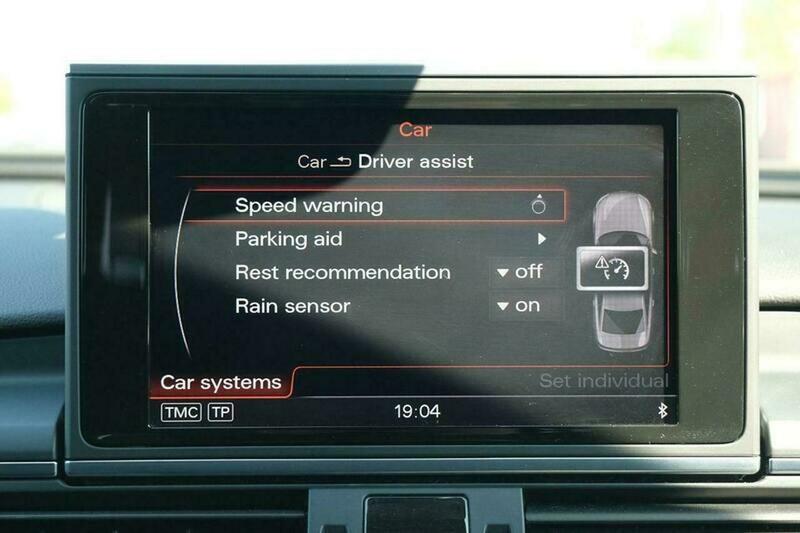 Car
Car Driver assist
Speed warning
Parking aid
Rest recommendation off
Rain sensor on
Car systems
Set individual
TMC TP 19:04